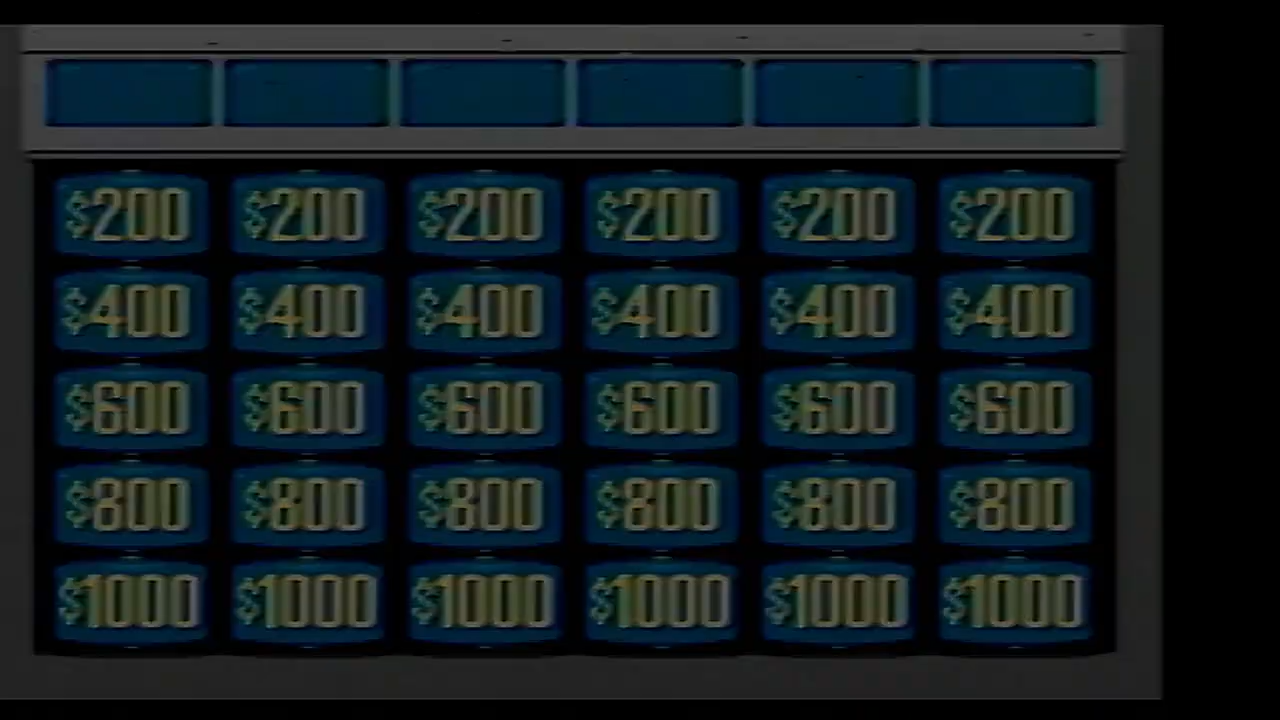 $200 $200 $200 $200 $200 $200
$400 $400 $400 $400 $400 $400
$600 $600 $600 $600 $600 $600
$800 $800 $800 $800 $800 $800
$1000 $1000 $1000 $1000 $1000 $1000